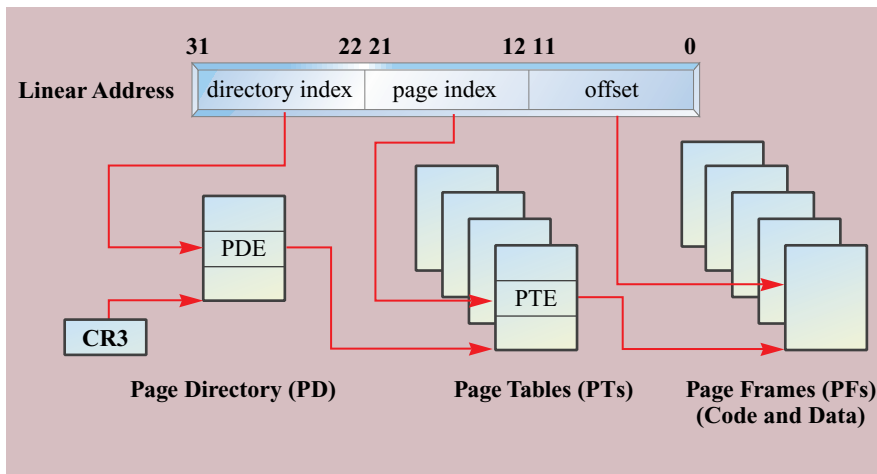 31 22 21 12 11 0
Linear Address directory index page index offset
PDE
PTE
CR3
Page Directory (PD) Page Tables (PTs) Page Frames (PFs)
(Code and Data)